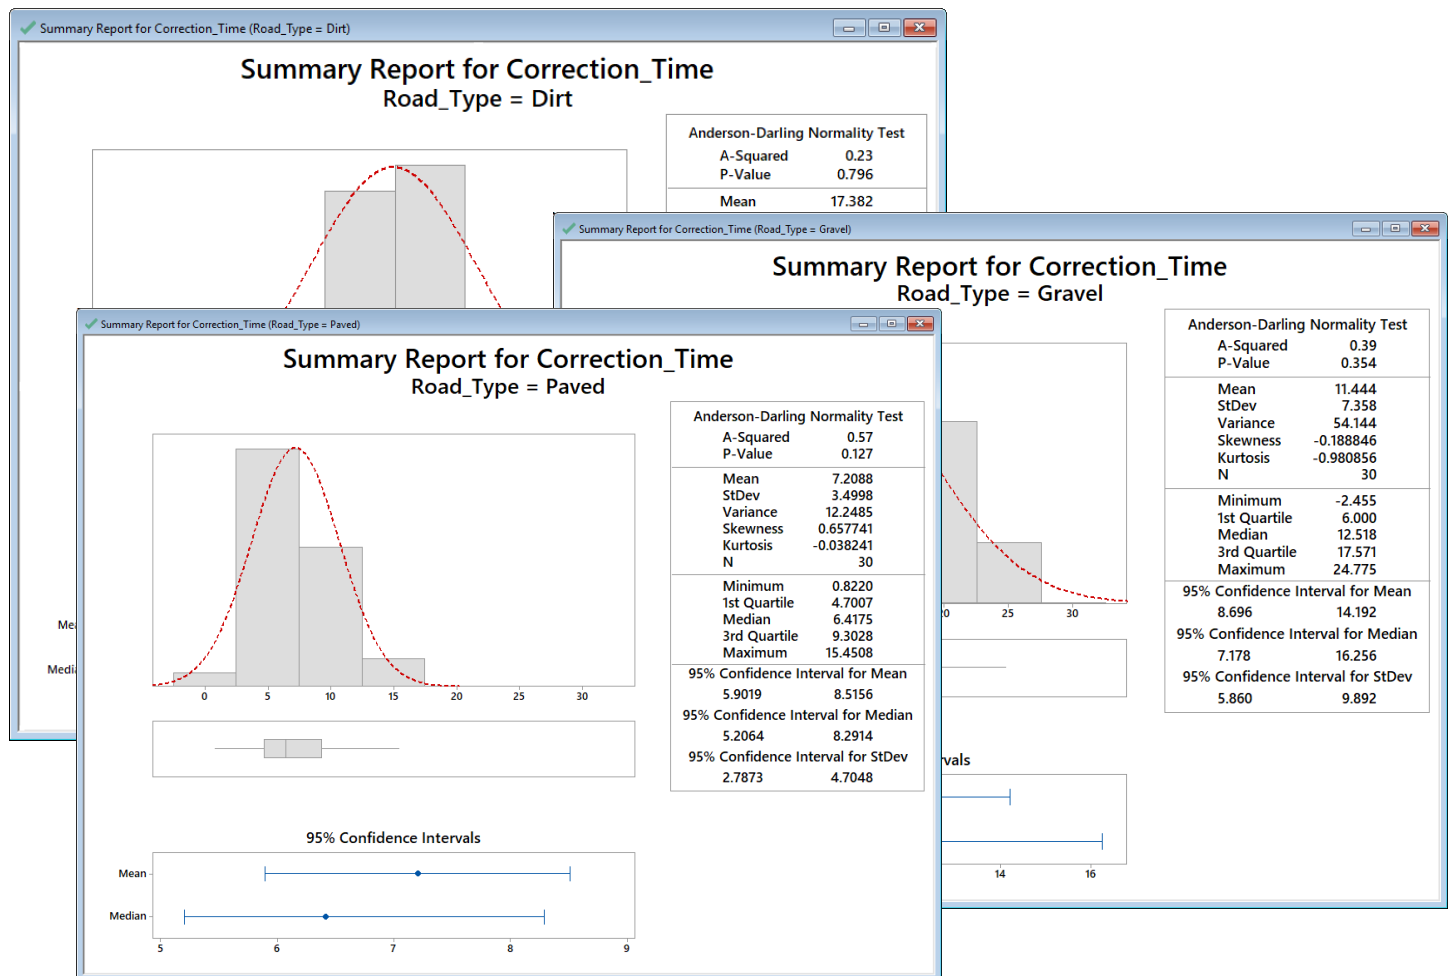 Summary Report for Correction_Time (Road_Type = Dirt)
Summary Report for Correction_Time
Road_Type = Dirt
Anderson-Darling Normality Test
A-Squared 0.23
P-Value 0.796
Mean 17.382
Summary Report for Correction_Time (Road_Type = Gravel)
Summary Report for Correction_Time
Road_Type = Gravel
Anderson-Darling Normality Test
A-Squared 0.39
P-Value 0.354
Mean 11.444
StDev 7.358
Variance 54.144
Skewness -0.188846
Kurtosis -0.980856
N 30
Minimum -2.455
1st Quartile 6.000
Median 12.518
3rd Quartile 17.571
Maximum 24.775
95% Confidence Interval for Mean
8.696 14.192
95% Confidence Interval for Median
7.178 16.256
95% Confidence Interval for StDev
5.860 9.892
25 30
14 16
Summary Report for Correction_Time (Road_Type = Paved)
Summary Report for Correction_Time
Road_Type = Paved
Anderson-Darling Normality Test
A-Squared 0.57
P-Value 0.127
Mean 7.2088
StDev 3.4998
Variance 12.2485
Skewness 0.657741
Kurtosis -0.038241
N 30
Minimum 0.8220
1st Quartile 4.7007
Median 6.4175
3rd Quartile 9.3028
Maximum 15.4508
95% Confidence Interval for Mean
5.9019 8.5156
95% Confidence Interval for Median
5.2064 8.2914
95% Confidence Interval for StDev
2.7873 4.7048
0 5 10 15 20 25 30
95% Confidence Intervals
Mean
Median
5 6 7 8 9